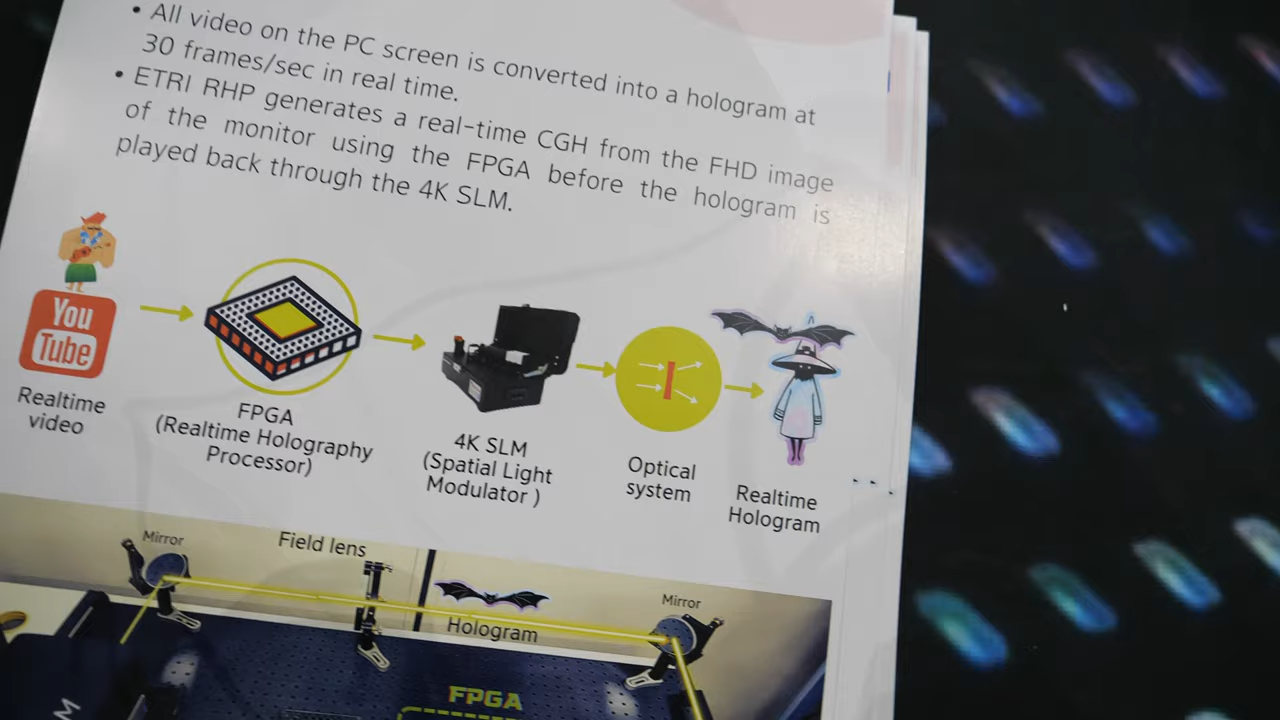 • All video on the PC screen is converted into a hologram at
30 frames/sec in real time.
• ETRI RHP generates a real-time CGH from the FHD image
of the monitor using the FPGA before the hologram is
played back through the 4K SLM.
You
Tube
Realtime
video
FPGA
(Realtime Holography
Processor)
4K SLM
(Spatial Light
Modulator )
Optical
system
Realtime
Hologram
Mirror
Field lens
Hologram
Mirror
FPGA
M